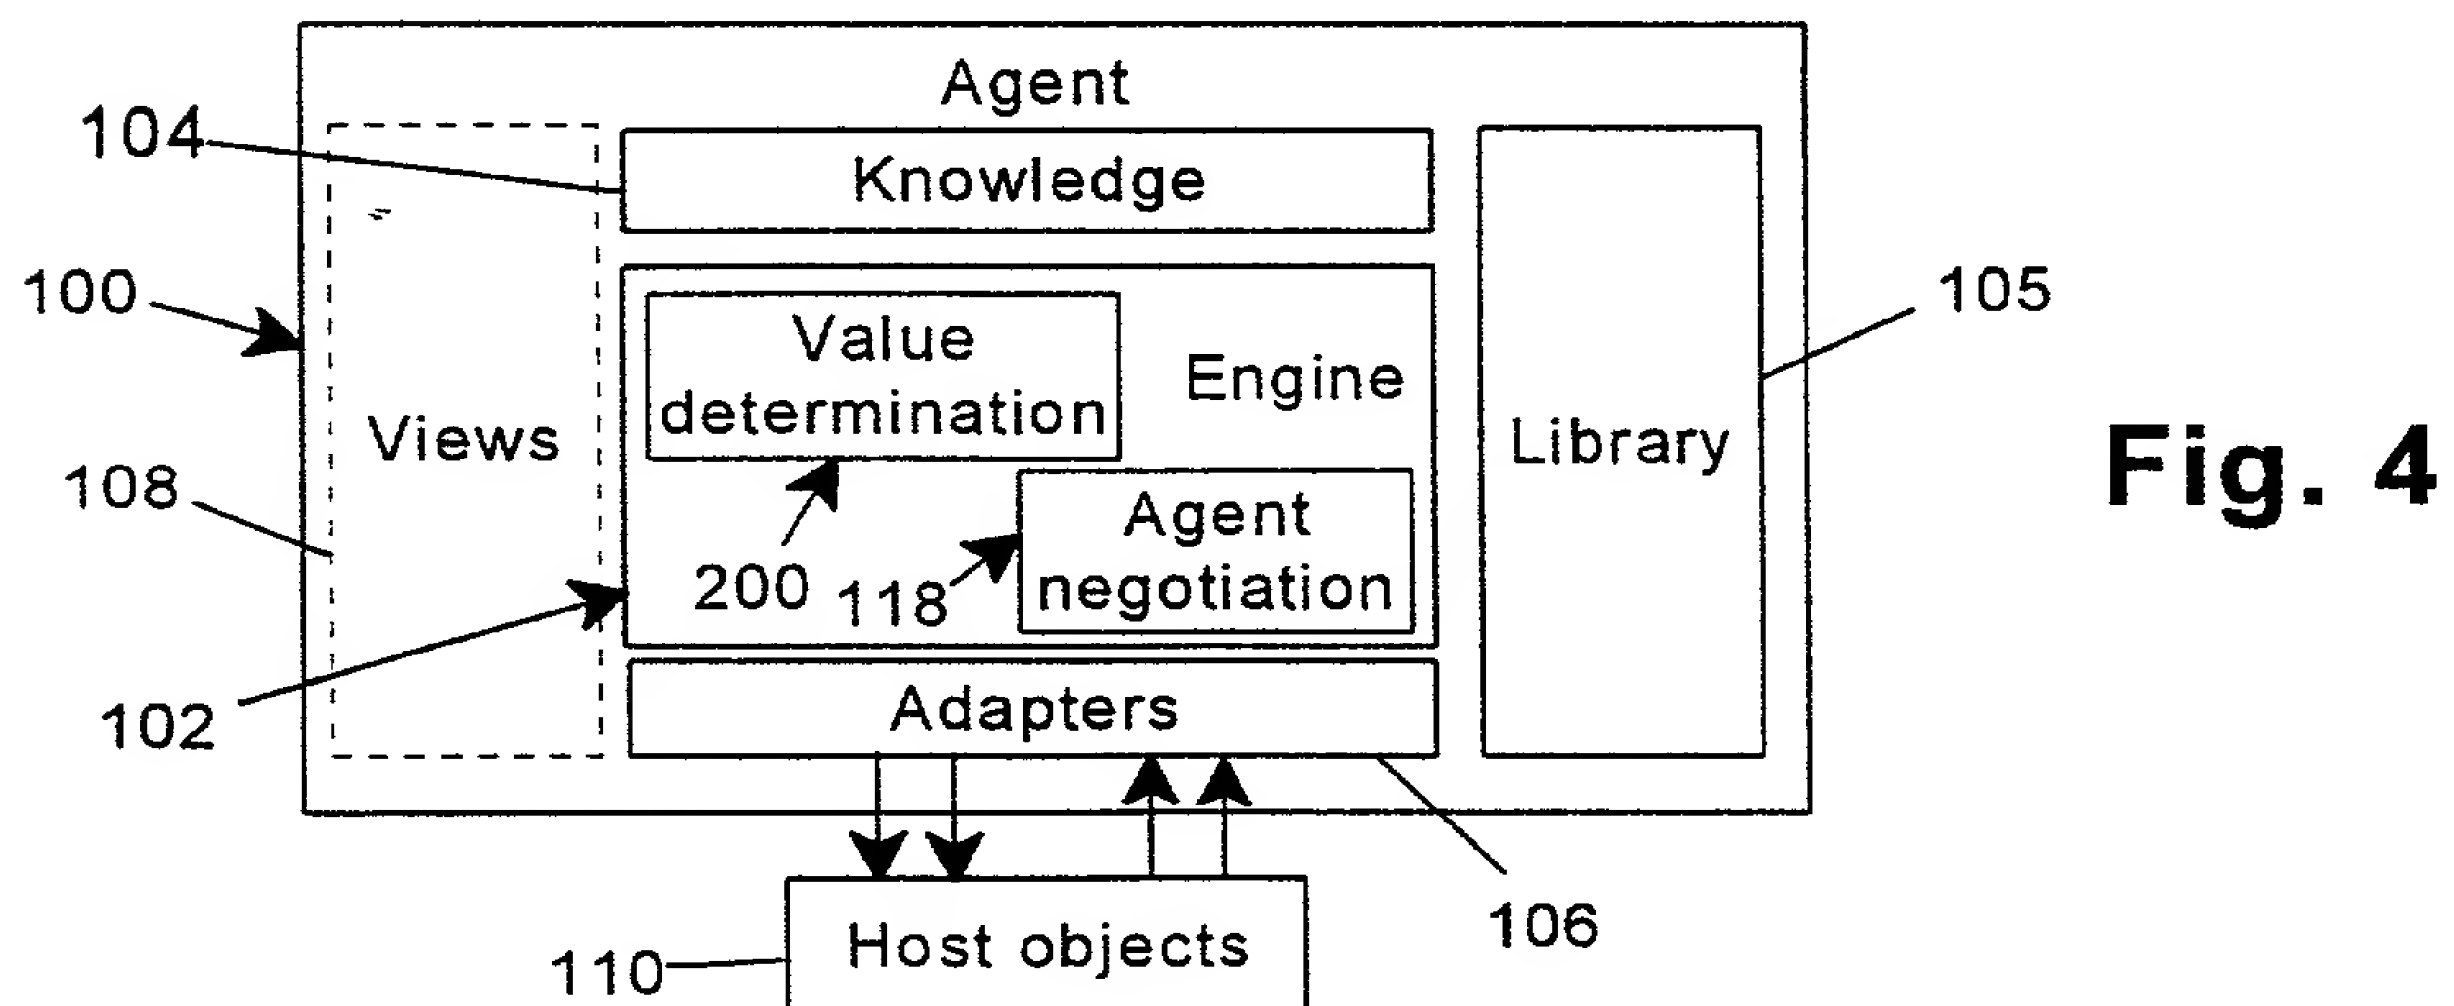 Agent
104
Knowledge
100
Value
determination
Engine
105
Views
Library
Fig. 4
108
Agent
negotiation
200
118
102
Adapters
106
Host objects
110